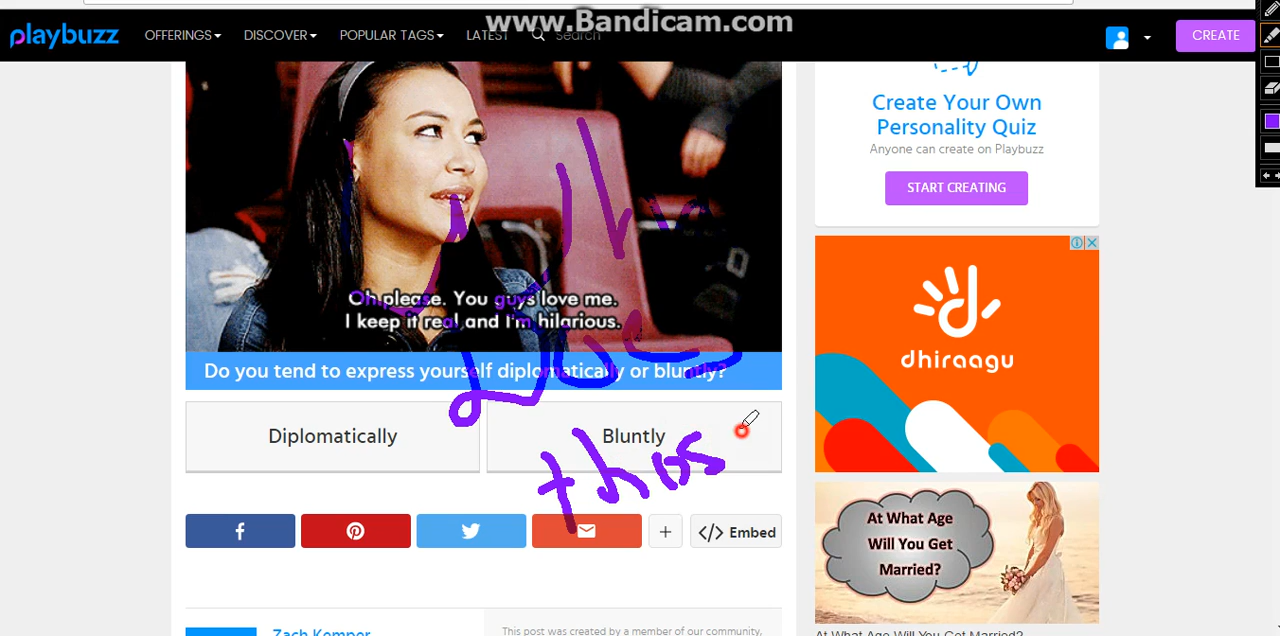 www.Bandicam.com
playbuzz
OFFERINGS
DISCOVER
POPULAR TAGS
LATEST
Search
CREATE
Oh please. You guys love me.
I keep it real and I'm hilarious.
Do you tend to express yourself diplomatically or bluntly?
Diplomatically
Bluntly
this
f
</> Embed
Zach Kemper
This post was created by a member of our community,
Create Your Own
Personality Quiz
Anyone can create on Playbuzz
START CREATING
dhiraagu
At What Age
Will You Get
Married?
At What Age Will You Get Married?